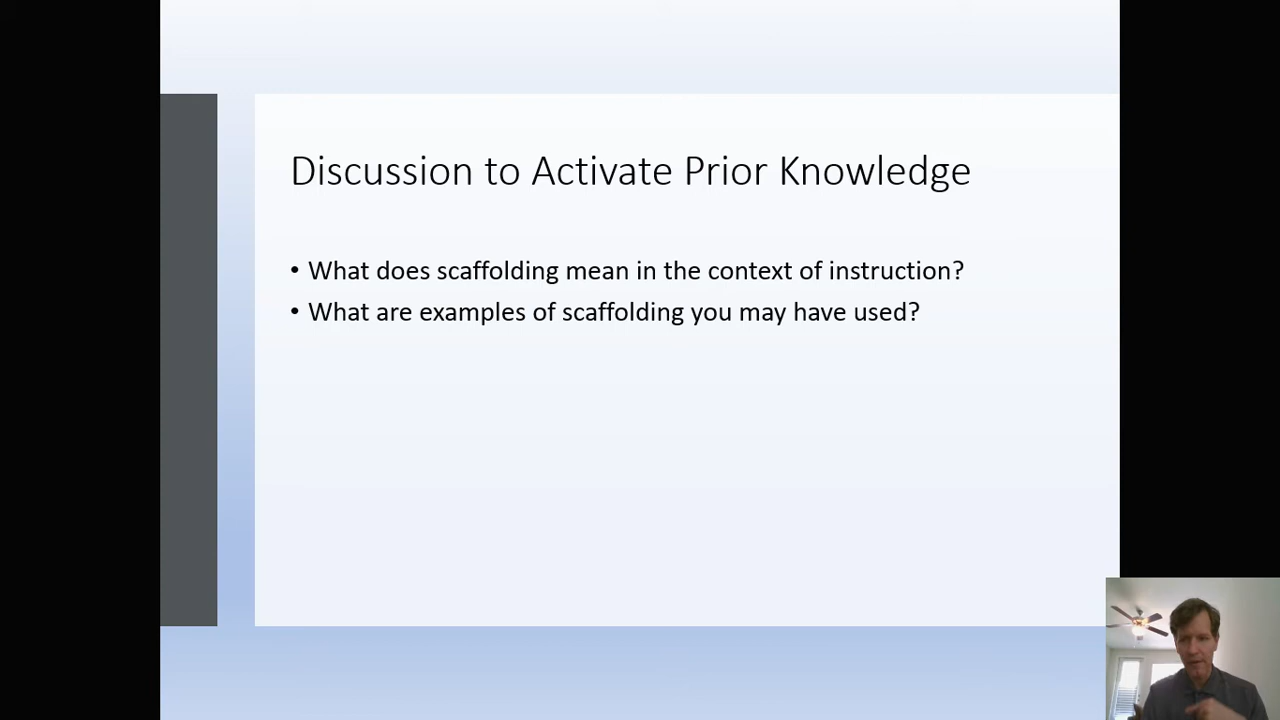 Discussion to Activate Prior Knowledge
• What does scaffolding mean in the context of instruction?
• What are examples of scaffolding you may have used?